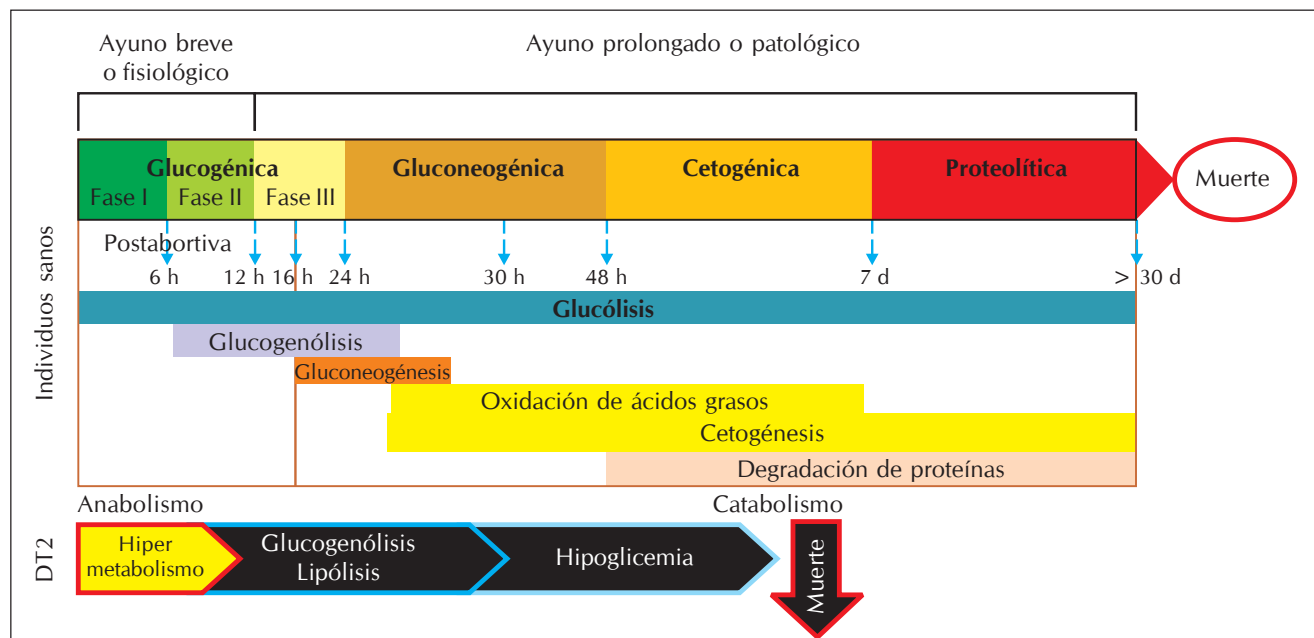 Ayuno breve
o fisiológico
Ayuno prolongado o patológico
Glucogénica
Fase I
Fase II
Fase III
Gluconeogénica
Cetogénica
Proteolítica
Muerte
Individuos sanos
Postabortiva
6 h
12 h
16 h
24 h
30 h
48 h
7 d
> 30 d
Glucólisis
Glucogenólisis
Gluconeogénesis
Oxidación de ácidos grasos
Cetogénesis
Degradación de proteínas
Anabolismo
Catabolismo
DT2
Hiper
metabolismo
Glucogenólisis
Lipólisis
Hipoglicemia
Muerte